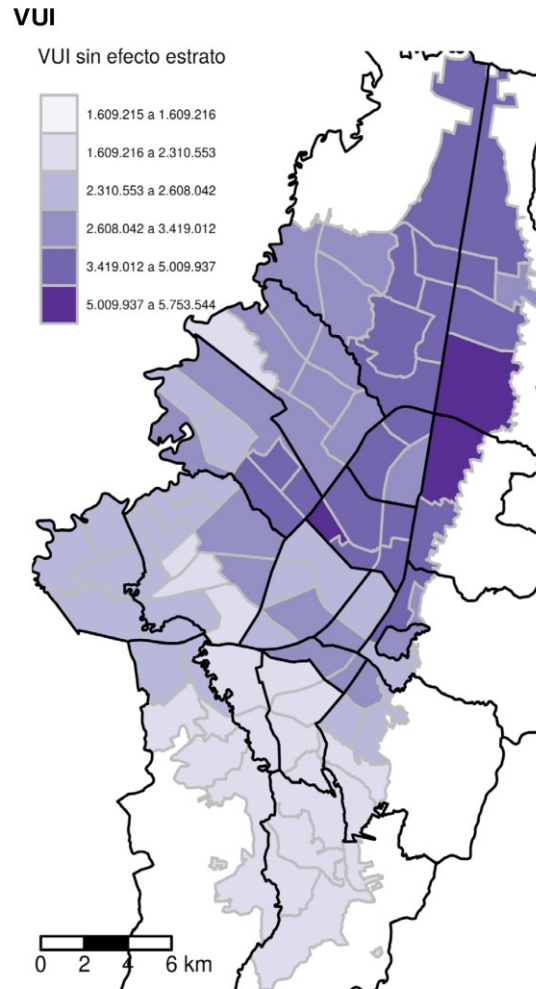 VUI
VUI sin efecto estrato
1.609.215 a 1.609.216
1.609.216 a 2.310.553
2.310.553 a 2.608.042
2.608.042 a 3.419.012
3.419.012 a 5.009.937
5.009.937 a 5.753.544
0 2 4 6 km